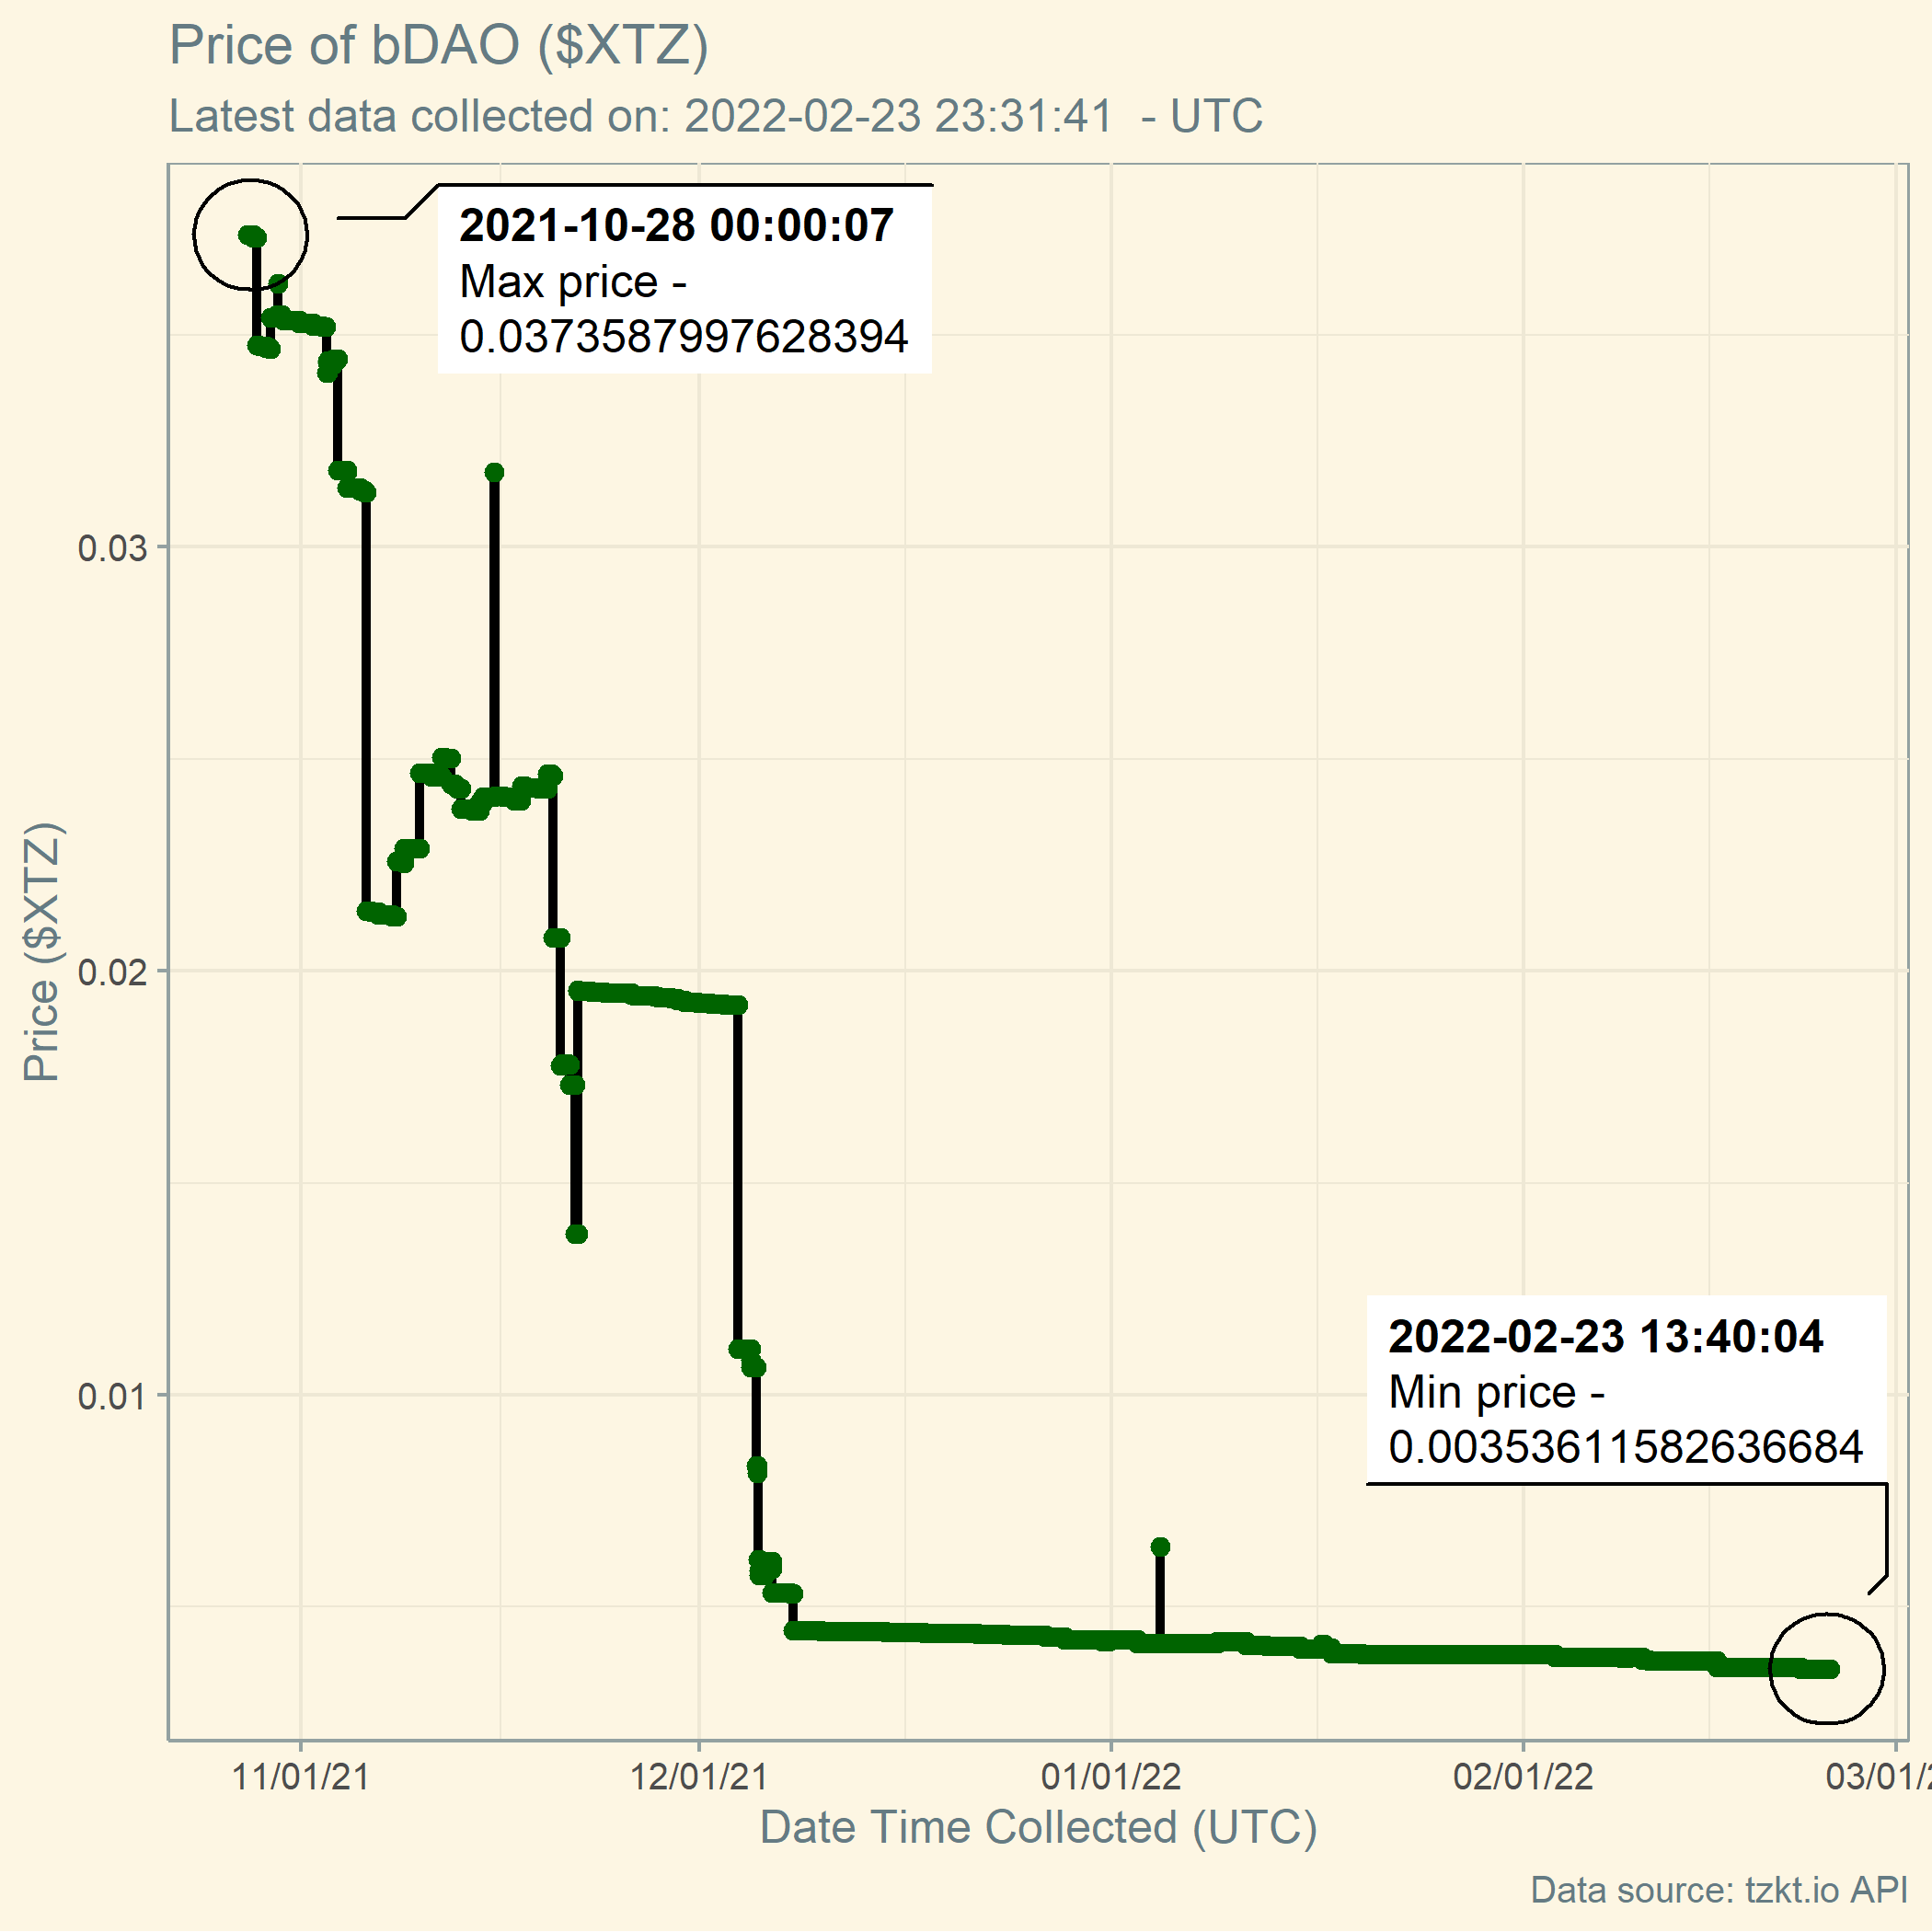 Price of bDAO ($XTZ)
Latest data collected on: 2022-02-23 23:31:41  - UTC
2021-10-28 00:00:07
Max price -
0.0373587997628394
0.03
0.02
0.01
Price ($XTZ)
2022-02-23 13:40:04
Min price -
0.00353611582636684
11/01/21 12/01/21 01/01/22 02/01/22 03/01/2
Date Time Collected (UTC)
Data source: tzkt.io API